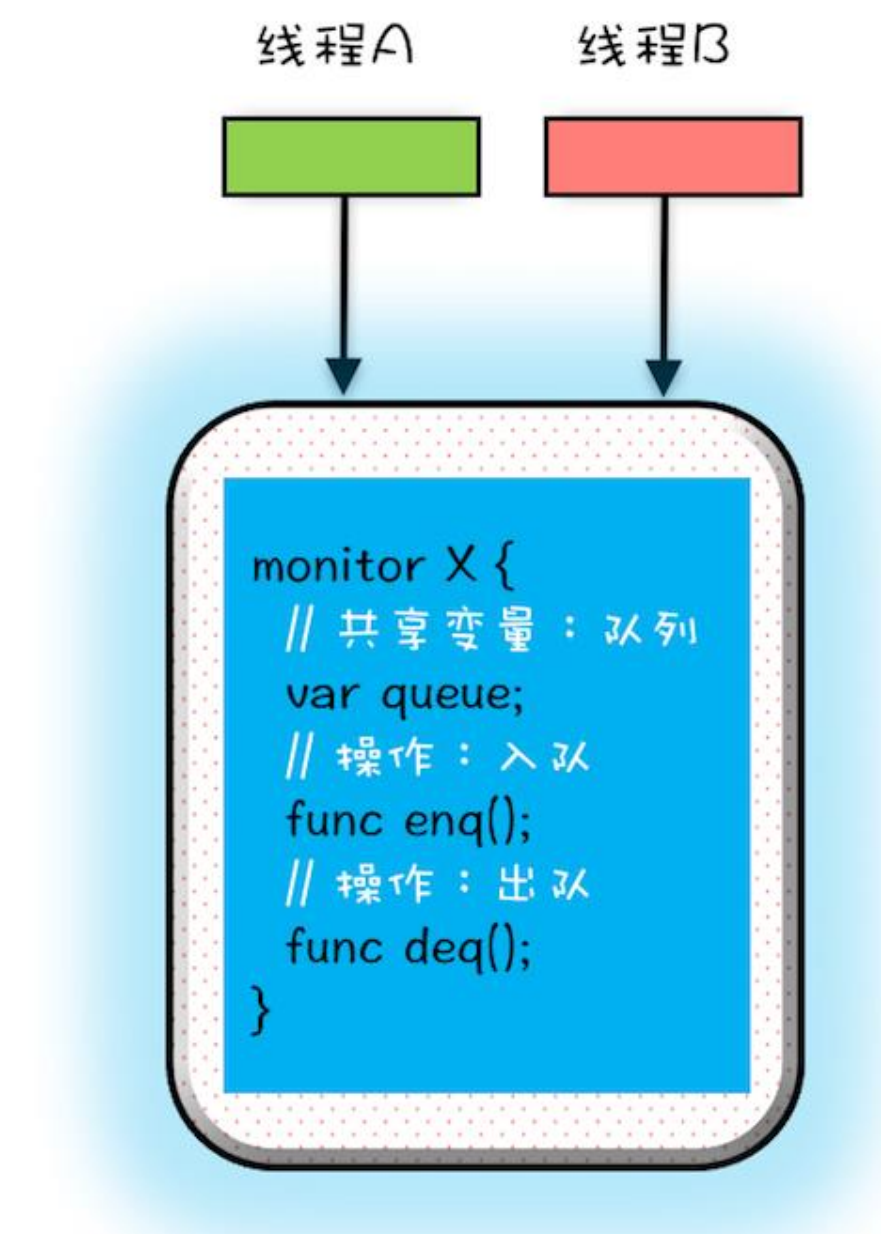 线程A
线程B
monitor X {
// 共享变量：队列
var queue;
// 操作：入队
func enq();
// 操作：出队
func deq();
}